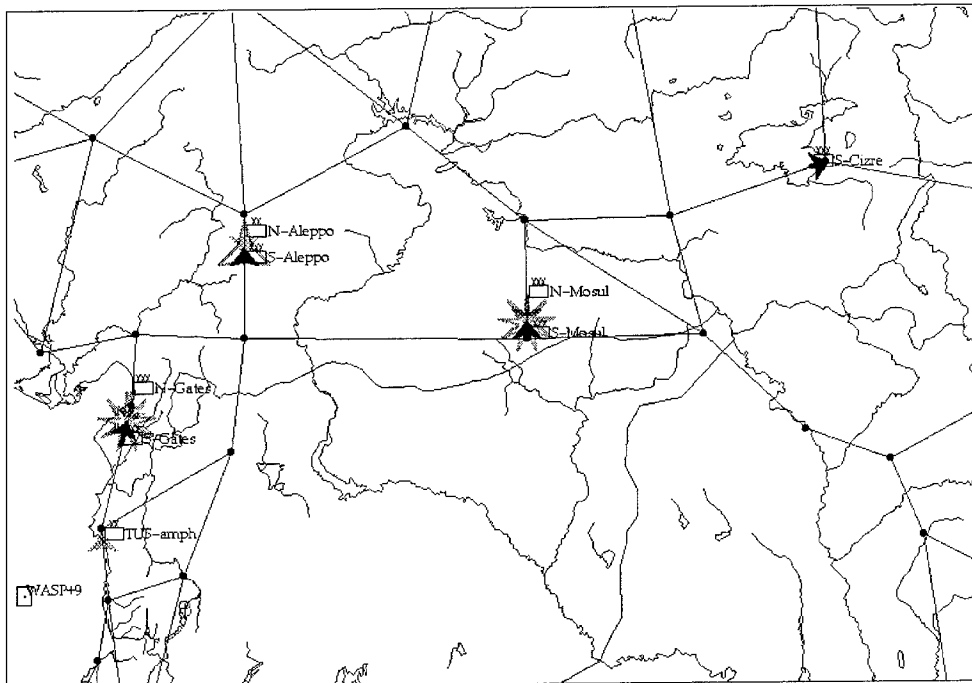 S-Cizre
N-Aleppo
S-Aleppo
N-Mosul
S-Mosul
N-Gates
S-Gates
TUS-amph
WASP+9